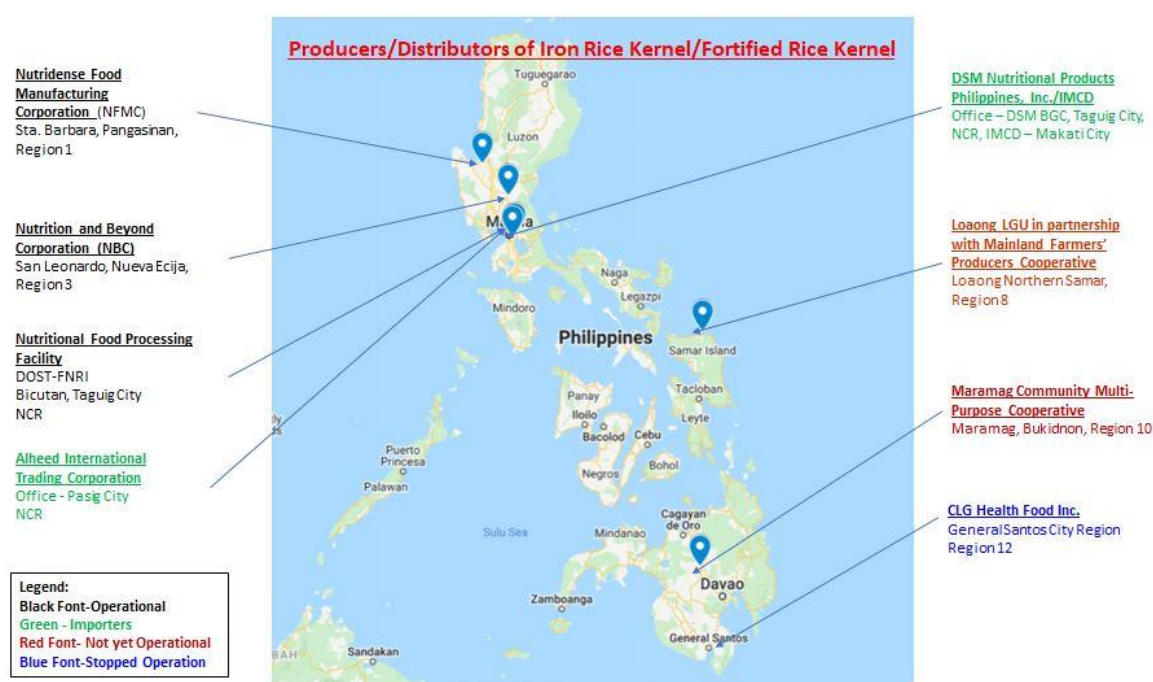 Producers/Distributors of Iron Rice Kernel/Fortified Rice Kernel
Nutridense Food
Manufacturing
Corporation (NFMC)
Sta. Barbara, Pangasinan,
Region 1
Nutrition and Beyond
Corporation (NBC)
San Leonardo, Nueva Ecija,
Region 3
Nutritional Food Processing
Facility
DOST-FNRI
Bicutan, Taguig City
NCR
Alheed International
Trading Corporation
Office - Pasig City
NCR
Legend:
Black Font-Operational
Green - Importers
Red Font- Not yet Operational
Blue Font-Stopped Operation
Tuguegarao
Luzon
Naga
Legazpi
Mindoro
Philippines
Samar Island
Panay
Tacloban
Iloilo
Leyte
Bacolod
Cebu
Puerto
Princesa
Negros
Bohol
Palawan
Cagayan
de Oro
Sulu Sea
Mindanao
Davao
Zamboanga
General Santos
Sandakan
DSM Nutritional Products
Philippines, Inc./IMCD
Office – DSM BGC, Taguig City,
NCR, IMCD – Makati City
Loaong LGU in partnership
with Mainland Farmers'
Producers Cooperative
Loaong Northern Samar,
Region 8
Maramag Community Multi-
Purpose Cooperative
Maramag, Bukidnon, Region 10
CLG Health Food Inc.
General Santos City Region
Region 12